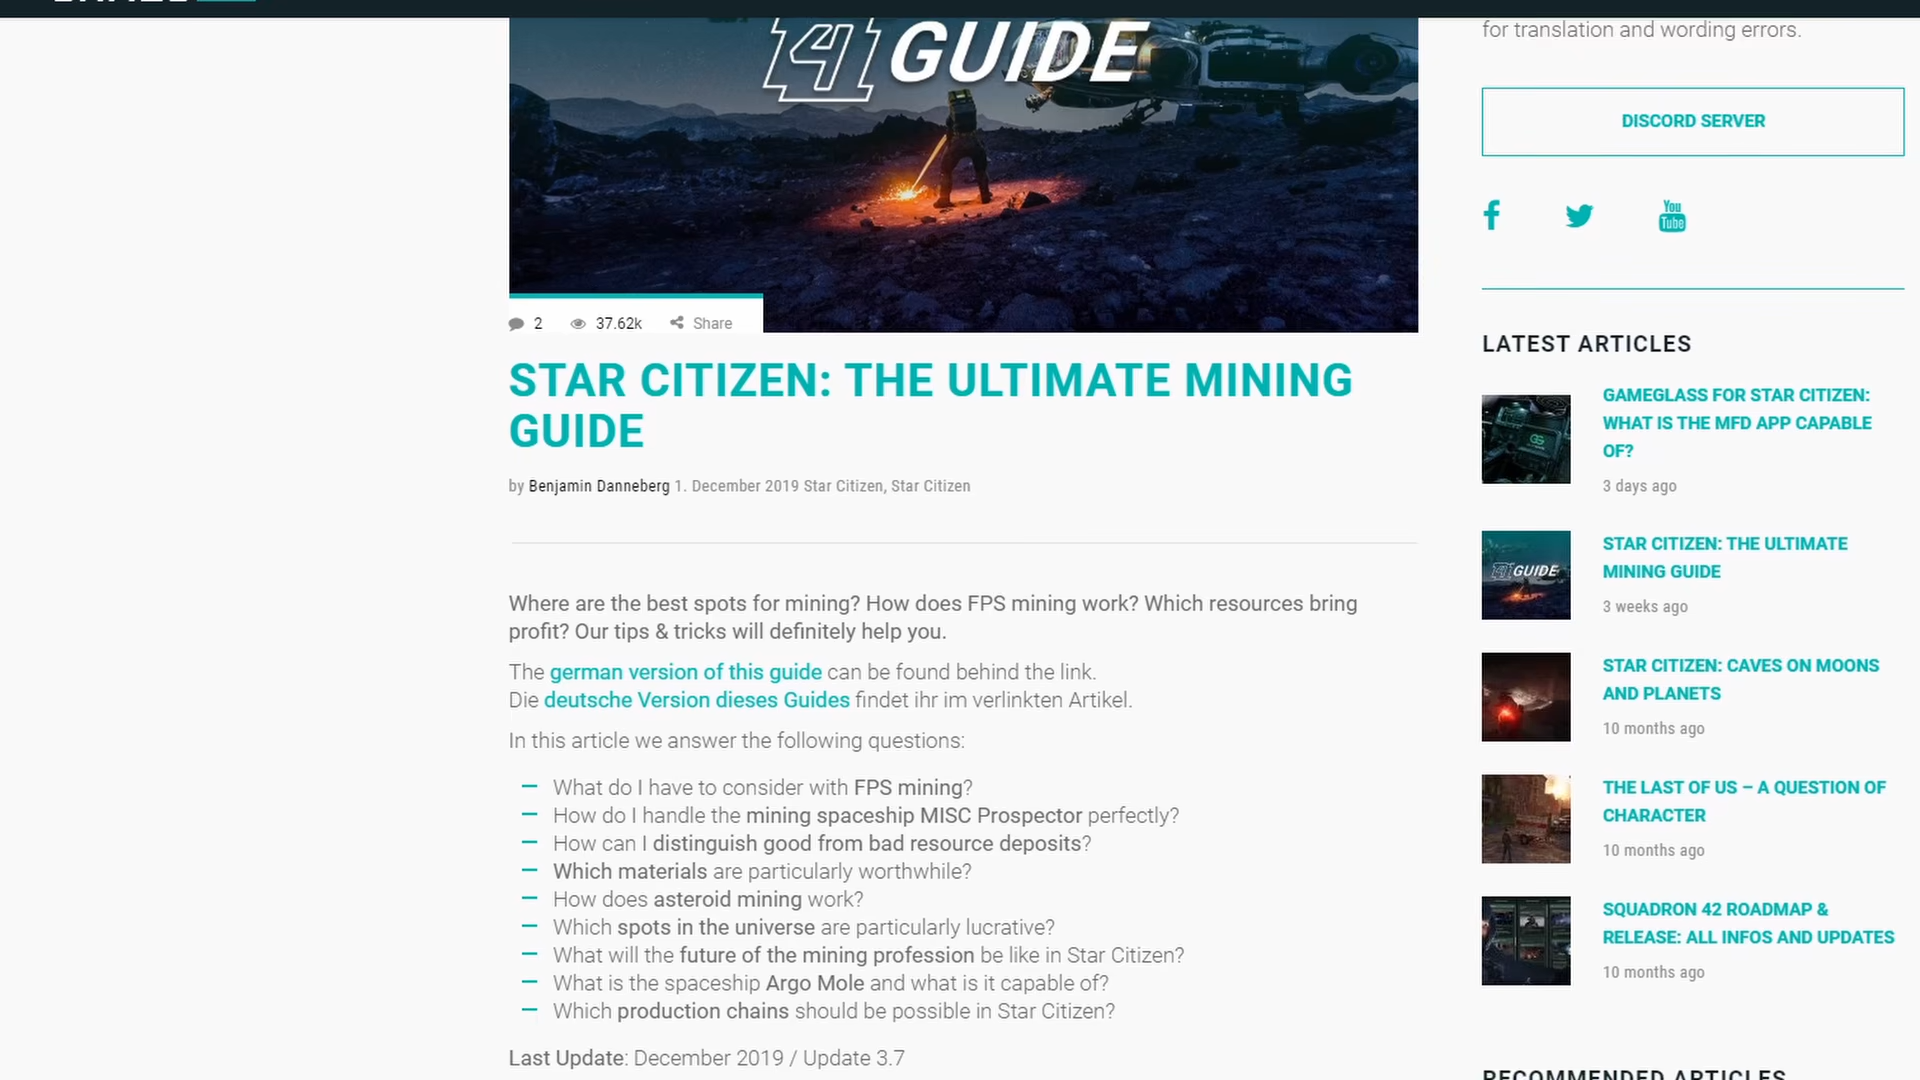 41 GUIDE
2 37.62k Share
STAR CITIZEN: THE ULTIMATE MINING
GUIDE
by Benjamin Danneberg 1. December 2019 Star Citizen, Star Citizen
Where are the best spots for mining? How does FPS mining work? Which resources bring
profit? Our tips & tricks will definitely help you.
The german version of this guide can be found behind the link.
Die deutsche Version dieses Guides findet ihr im verlinkten Artikel.
In this article we answer the following questions:
What do I have to consider with FPS mining?
How do I handle the mining spaceship MISC Prospector perfectly?
How can I distinguish good from bad resource deposits?
Which materials are particularly worthwhile?
How does asteroid mining work?
Which spots in the universe are particularly lucrative?
What will the future of the mining profession be like in Star Citizen?
What is the spaceship Argo Mole and what is it capable of?
Which production chains should be possible in Star Citizen?
Last Update: December 2019 / Update 3.7
for translation and wording errors.
DISCORD SERVER
You
Tube
LATEST ARTICLES
GAMEGLASS FOR STAR CITIZEN:
WHAT IS THE MFD APP CAPABLE
OF?
3 days ago
41 GUIDE
STAR CITIZEN: THE ULTIMATE
MINING GUIDE
3 weeks ago
STAR CITIZEN: CAVES ON MOONS
AND PLANETS
10 months ago
THE LAST OF US – A QUESTION OF
CHARACTER
10 months ago
SQUADRON 42 ROADMAP &
RELEASE: ALL INFOS AND UPDATES
10 months ago
RECOMMENDED ARTICLES